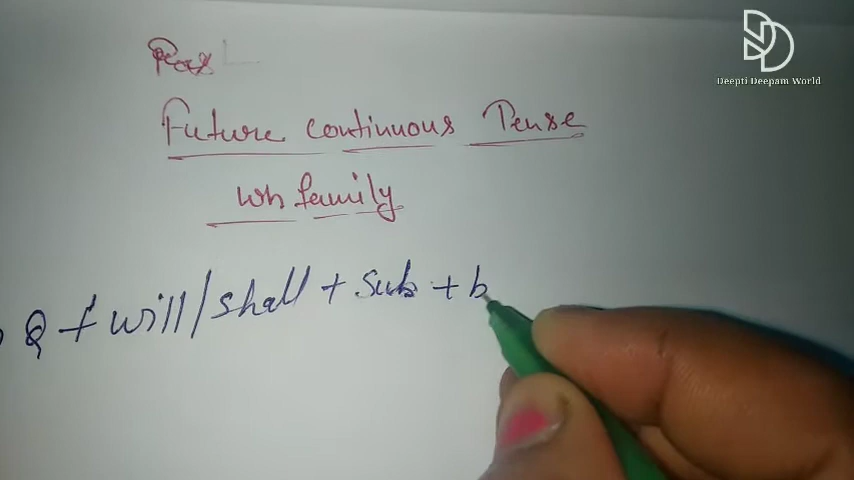 Deepti Deepam World
Future continuous Tense
Wh family
Q + will/shall + Sub + b